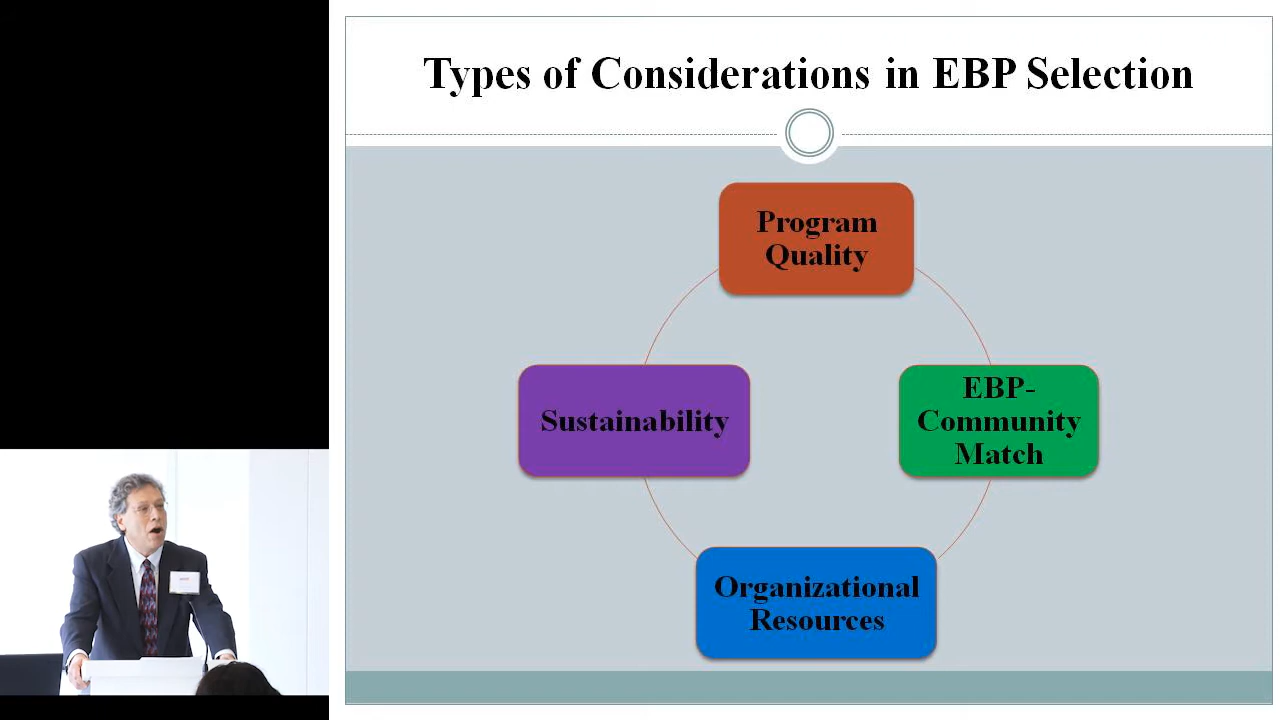 Types of Considerations in EBP Selection
Program
Quality
Sustainability
EBP-
Community
Match
Organizational
Resources